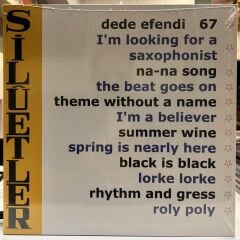 SİLÛETLER
dede efendi 67
I'm looking for a
saxophonist
na-na song
the beat goes on
theme without a name
I'm a believer
summer wine
spring is nearly here
black is black
lorke lorke
rhythm and gress
roly poly